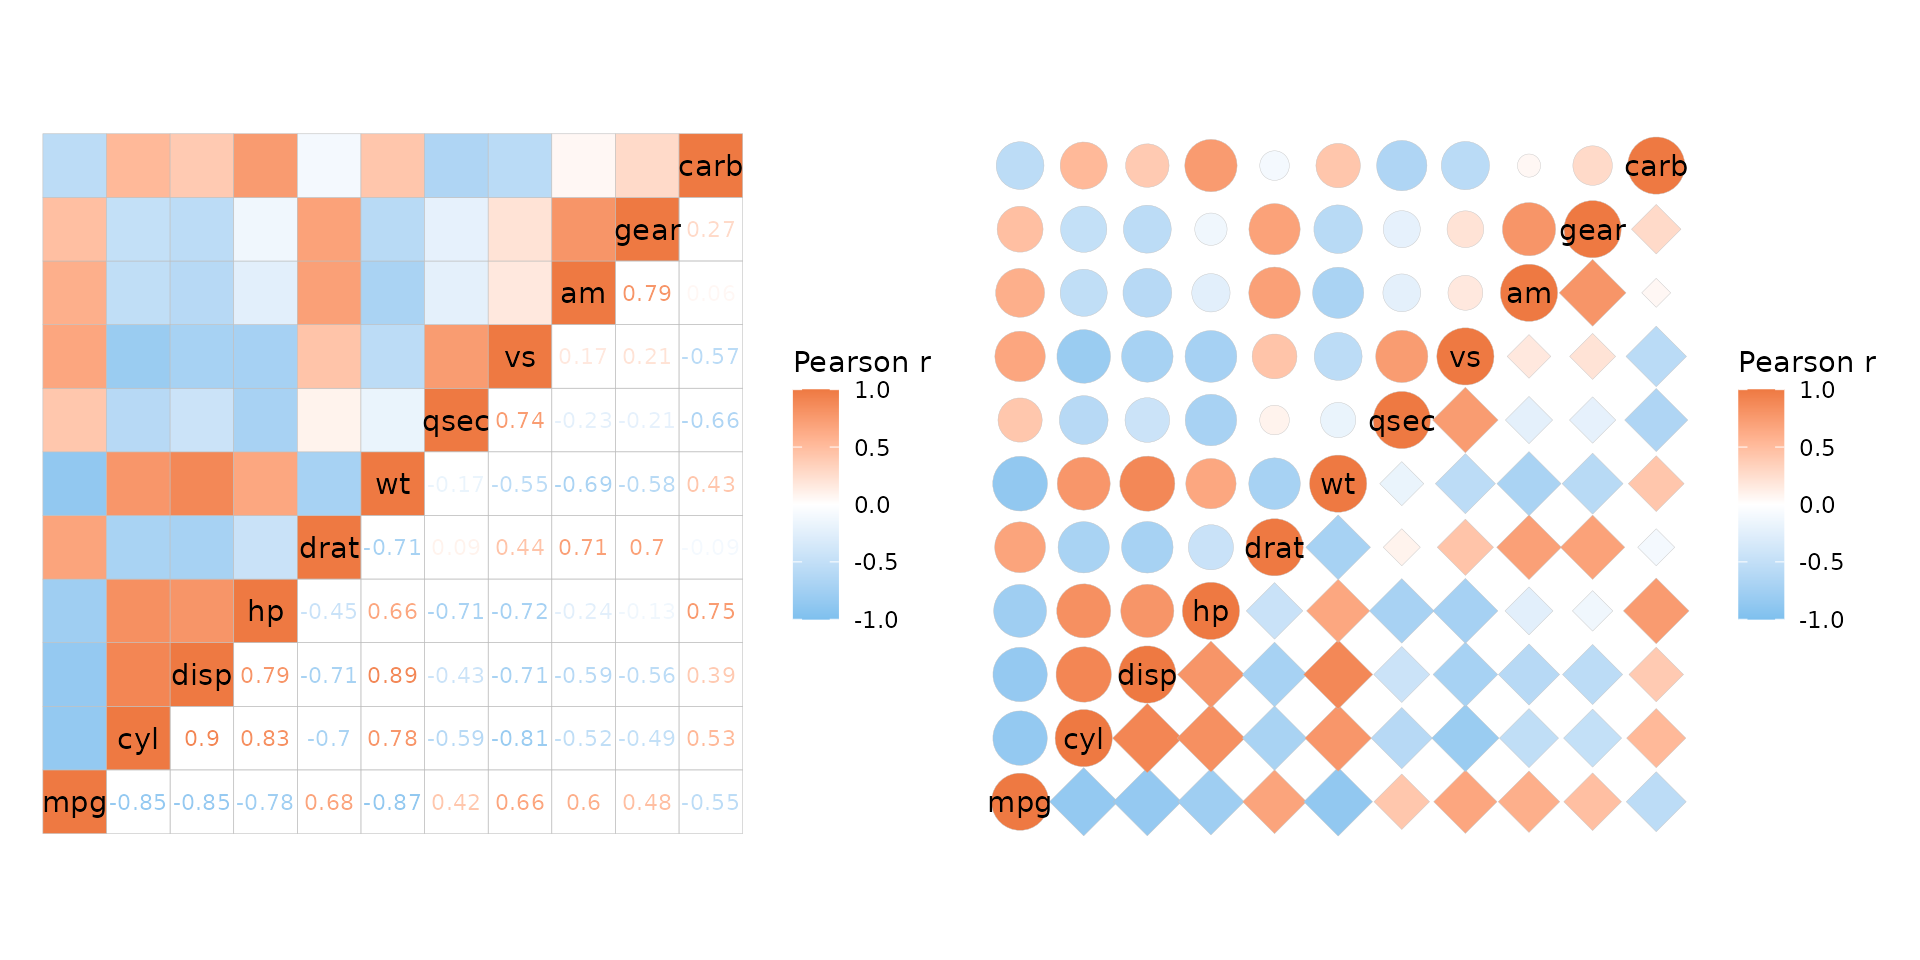 carb
gear 0.27
am 0.79 0.06
vs 0.17 0.21 -0.57
qsec 0.74 -0.23 -0.21 -0.66
wt -0.17 -0.55 -0.69 -0.58 0.43
drat -0.71 0.09 0.44 0.71 0.7 -0.09
hp -0.45 0.66 -0.71 -0.72 -0.24 -0.13 0.75
disp 0.79 -0.71 0.89 -0.43 -0.71 -0.59 -0.56 0.39
cyl 0.9 0.83 -0.7 0.78 -0.59 -0.81 -0.52 -0.49 0.53
mpg -0.85 -0.85 -0.78 0.68 -0.87 0.42 0.66 0.6 0.48 -0.55
Pearson r
1.0
0.5
0.0
-0.5
-1.0
carb
gear
am
vs
qsec
wt
drat
hp
disp
cyl
mpg
Pearson r
1.0
0.5
0.0
-0.5
-1.0